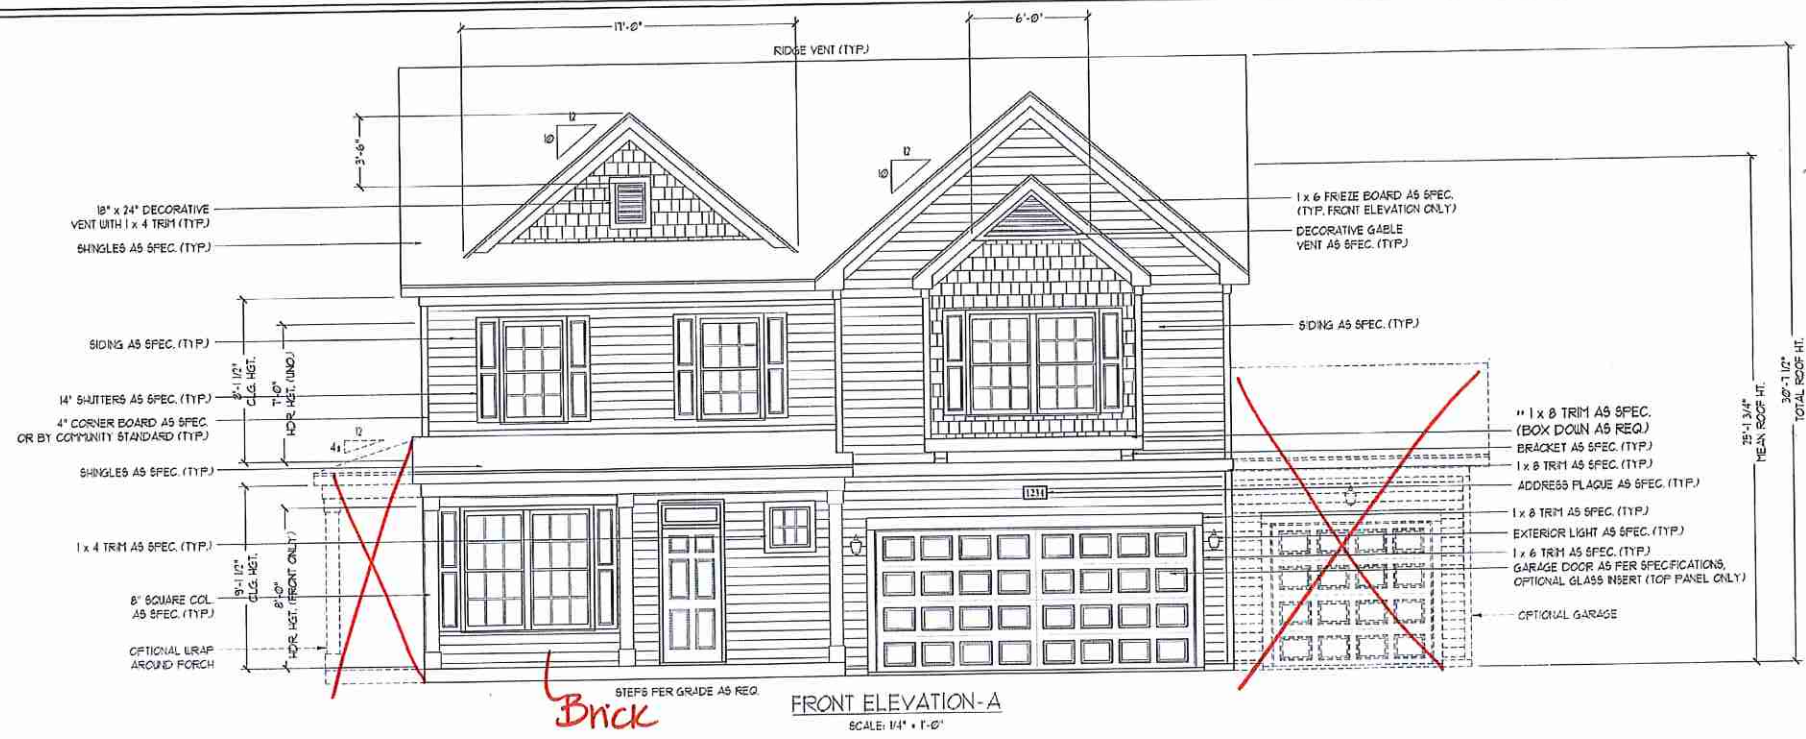 17'-0"
6'-0"
RIDGE VENT (TYP.)
12
10
3'-6"
12
10
18" x 24" DECORATIVE
VENT WITH 1 x 4 TRIM (TYP.)
SHINGLES AS SPEC. (TYP.)
1 x 6 FRIEZE BOARD AS SPEC.
(TYP. FRONT ELEVATION ONLY)
DECORATIVE GABLE
VENT AS SPEC. (TYP.)
SIDING AS SPEC. (TYP.)
8'-1 1/2"
CLG. HGT.
7'-0"
HDR. HGT. (UNO.)
SIDING AS SPEC. (TYP.)
14" SHUTTERS AS SPEC. (TYP.)
4" CORNER BOARD AS SPEC.
OR BY COMMUNITY STANDARD (TYP.)
12
4
SHINGLES AS SPEC. (TYP.)
25'-1 3/4"
MEAN ROOF HT.
30'-7 1/2"
TOTAL ROOF HT.
" 1 x 8 TRIM AS SPEC.
(BOX DOWN AS REQ.)
BRACKET AS SPEC. (TYP.)
1 x 8 TRIM AS SPEC. (TYP.)
ADDRESS PLAQUE AS SPEC. (TYP.)
1234
1 x 8 TRIM AS SPEC. (TYP.)
EXTERIOR LIGHT AS SPEC. (TYP.)
1 x 6 TRIM AS SPEC. (TYP.)
GARAGE DOOR AS PER SPECIFICATIONS,
OPTIONAL GLASS INSERT (TOP PANEL ONLY)
OPTIONAL GARAGE
1 x 4 TRIM AS SPEC. (TYP.)
9'-1 1/2"
CLG. HGT.
8'-0"
HDR. HGT. (FRONT ONLY)
8" SQUARE COL.
AS SPEC. (TYP.)
OPTIONAL WRAP
AROUND PORCH
STEPS PER GRADE AS REQ.
Brick
FRONT ELEVATION-A
SCALE: 1/4" = 1'-0"